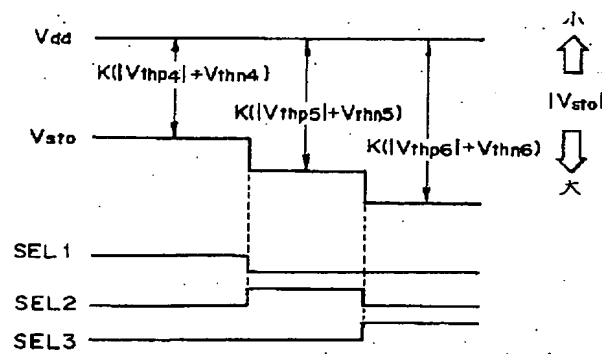 小
Vdd
K(|Vthp4|+Vthn4)
K(|Vthp5|+Vthn5)
|Vsto|
Vsto
K(|Vthp6|+Vthn6)
大
SEL1
SEL2
SEL3